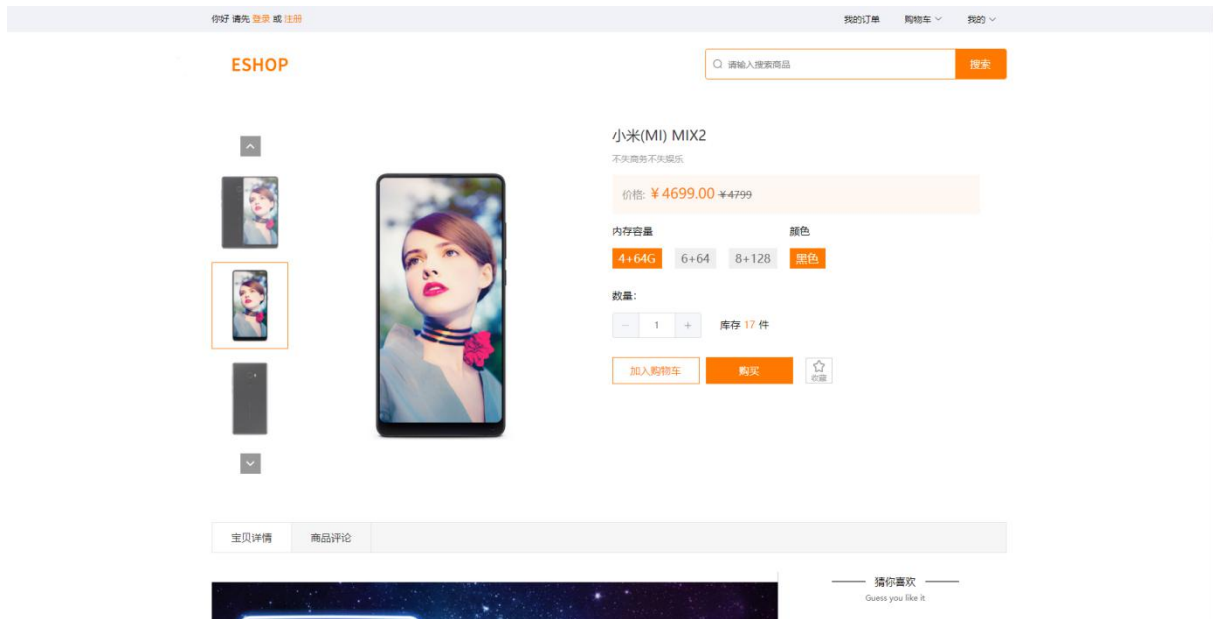 你好 请先 登录 或 注册
我的订单 购物车 我的
ESHOP
请输入搜索商品 搜索
小米(MI) MIX2
不失商务不失娱乐
价格: ¥ 4699.00 ¥ 4799
内存容量 颜色
4+64G 6+64 8+128 黑色
数量:
− 1 + 库存 17 件
加入购物车 购买 收藏
宝贝详情 商品评论
猜你喜欢
Guess you like it